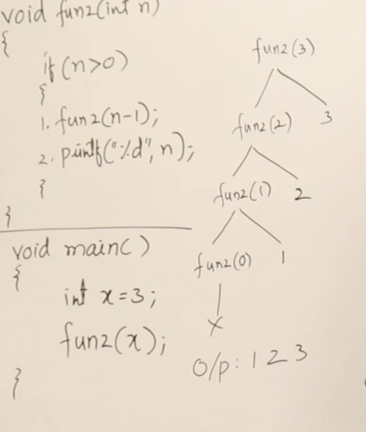 void fun2(int n)
{
if (n>0)
{
1. fun2(n-1);
2. printf("%d", n);
}
}
void main()
{
int x=3;
fun2(x);
}
fun2(3)
fun2(2) 3
fun2(1) 2
fun2(0) 1
X
O/p: 1 2 3